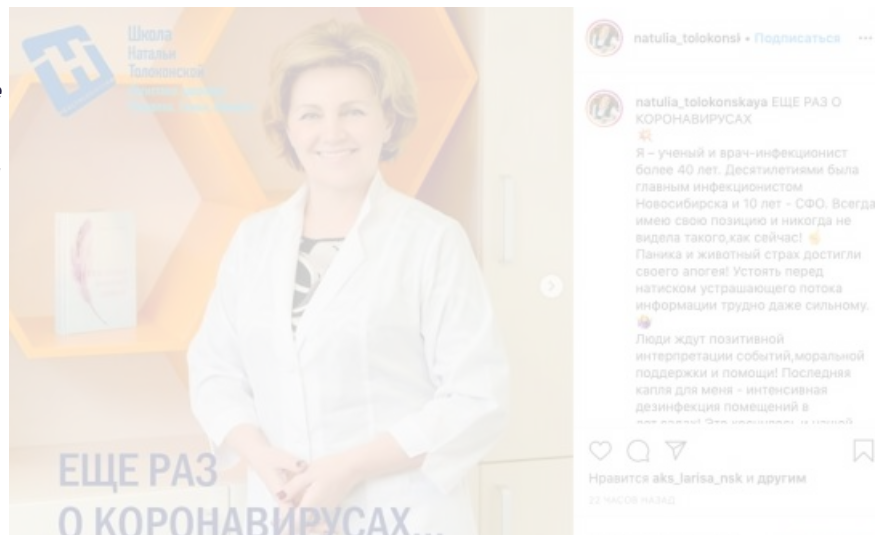 Школа
Натальи
Толоконской
natulia_tolokonsl • Подписаться
natulia_tolokonskaya ЕЩЕ РАЗ О
КОРОНАВИРУСАХ
Я – ученый и врач-инфекционист
более 40 лет. Десятилетиями была
главным инфекционистом
Новосибирска и 10 лет - СФО. Всегда
имею свою позицию и никогда не
видела такого,как сейчас!
Паника и животный страх достигли
своего апогея! Устоять перед
натиском устрашающего потока
информации трудно даже сильному.
Люди ждут позитивной
интерпретации событий,моральной
поддержки и помощи! Последняя
капля для меня - интенсивная
дезинфекция помещений в
Нравится aks_larisa_nsk и другим
22 ЧАСОВ НАЗАД
ЕЩЕ РАЗ
О КОРОНАВИРУСАХ...